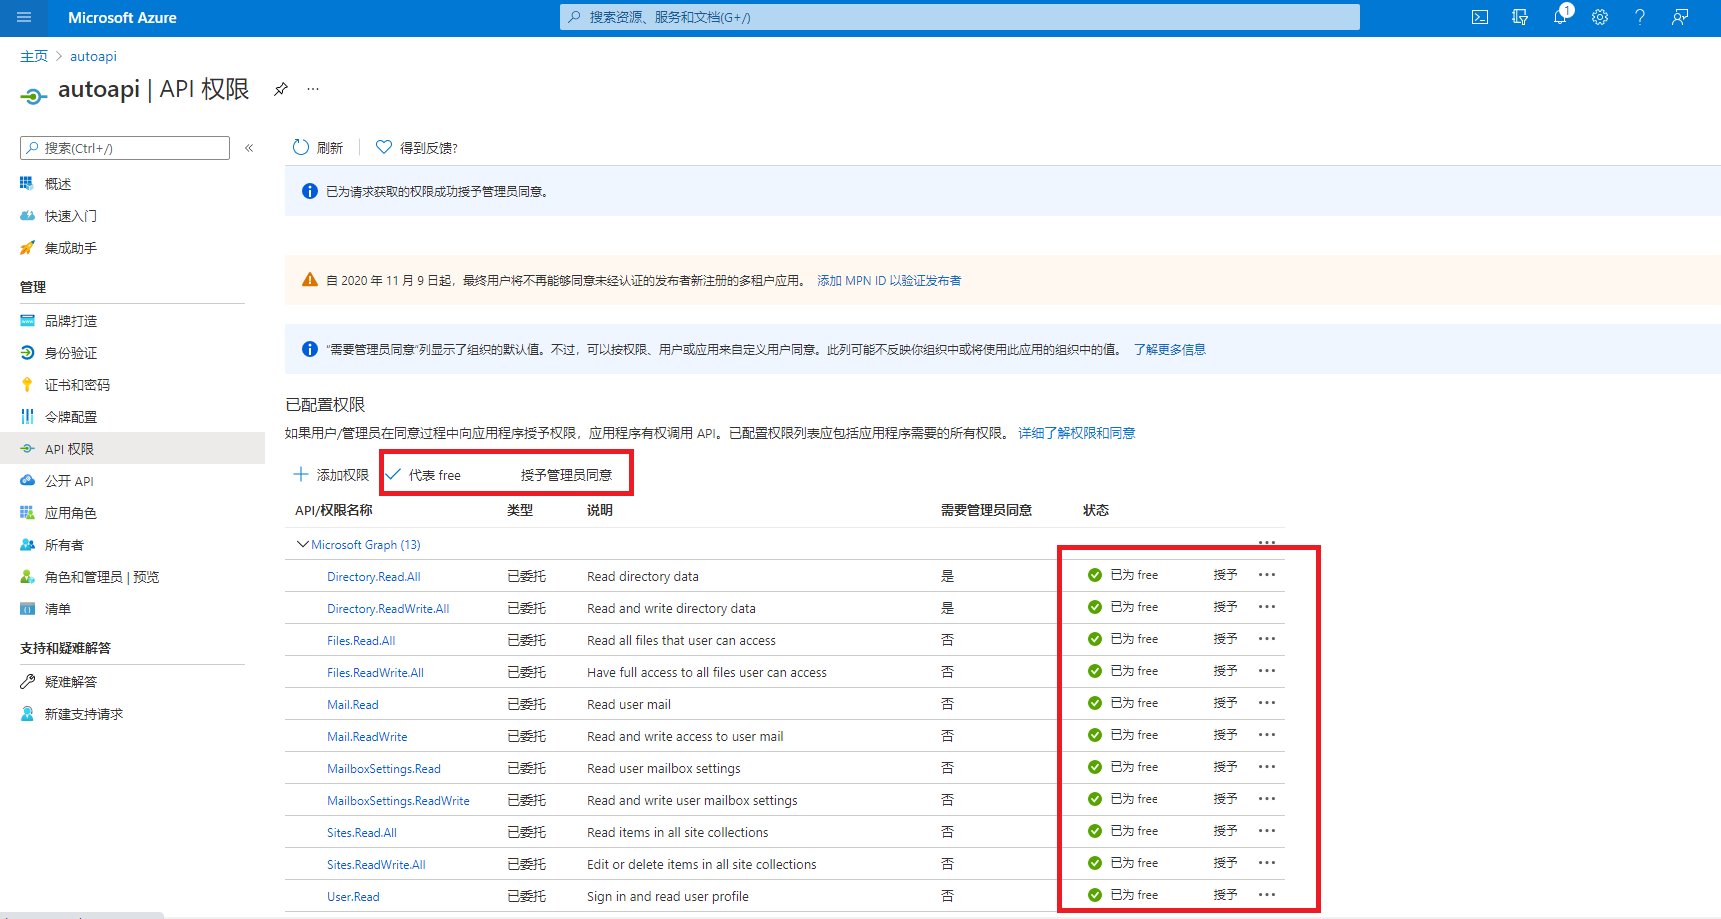 Microsoft Azure
搜索资源、服务和文档(G+/)
1
主页 > autoapi
autoapi | API 权限
搜索(Ctrl+/)
«
概述
快速入门
集成助手
管理
品牌打造
身份验证
证书和密码
令牌配置
API 权限
公开 API
应用角色
所有者
角色和管理员 | 预览
清单
支持和疑难解答
疑难解答
新建支持请求
刷新 得到反馈?
已为请求获取的权限成功授予管理员同意。
自 2020 年 11 月 9 日起，最终用户将不再能够同意未经认证的发布者新注册的多租户应用。 添加 MPN ID 以验证发布者
“需要管理员同意”列显示了组织的默认值。不过，可以按权限、用户或应用来自定义用户同意。此列可能不反映你组织中或将使用此应用的组织中的值。 了解更多信息
已配置权限
如果用户/管理员在同意过程中向应用程序授予权限，应用程序有权调用 API。已配置权限列表应包括应用程序需要的所有权限。 详细了解权限和同意
添加权限 代表 free 授予管理员同意
API/权限名称 类型 说明 需要管理员同意 状态
Microsoft Graph (13)
Directory.Read.All 已委托 Read directory data 是 已为 free 授予
Directory.ReadWrite.All 已委托 Read and write directory data 是 已为 free 授予
Files.Read.All 已委托 Read all files that user can access 否 已为 free 授予
Files.ReadWrite.All 已委托 Have full access to all files user can access 否 已为 free 授予
Mail.Read 已委托 Read user mail 否 已为 free 授予
Mail.ReadWrite 已委托 Read and write access to user mail 否 已为 free 授予
MailboxSettings.Read 已委托 Read user mailbox settings 否 已为 free 授予
MailboxSettings.ReadWrite 已委托 Read and write user mailbox settings 否 已为 free 授予
Sites.Read.All 已委托 Read items in all site collections 否 已为 free 授予
Sites.ReadWrite.All 已委托 Edit or delete items in all site collections 否 已为 free 授予
User.Read 已委托 Sign in and read user profile 否 已为 free 授予